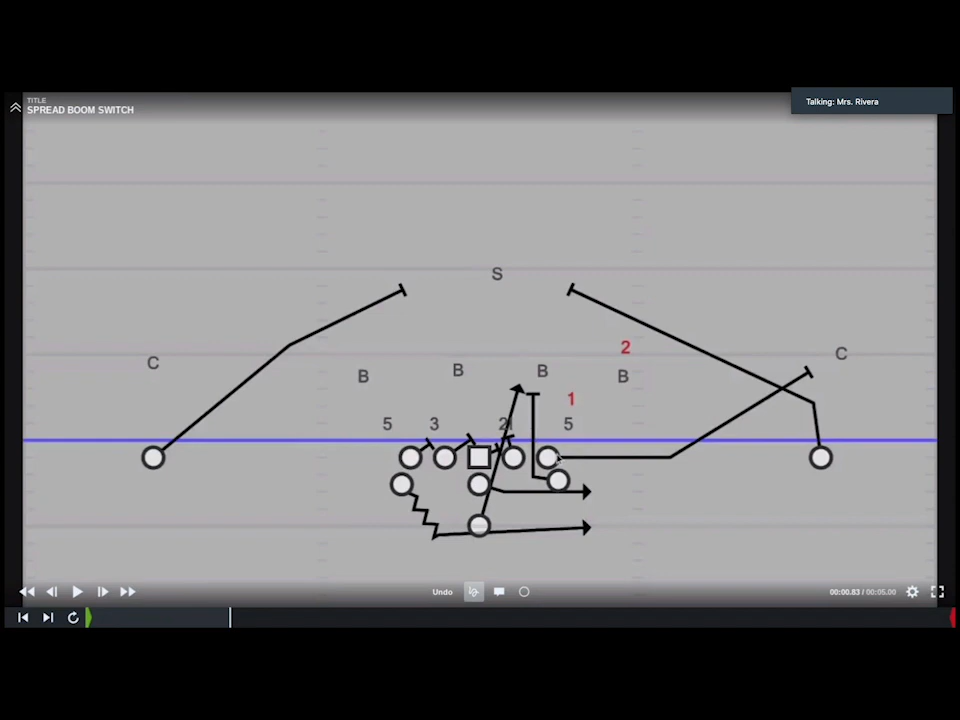 TITLE
SPREAD BOOM SWITCH
Talking: Mrs. Rivera
S
2
C
C
B
B
B
B
1
5
3
5
Undo
00:00.83 / 00:05.00